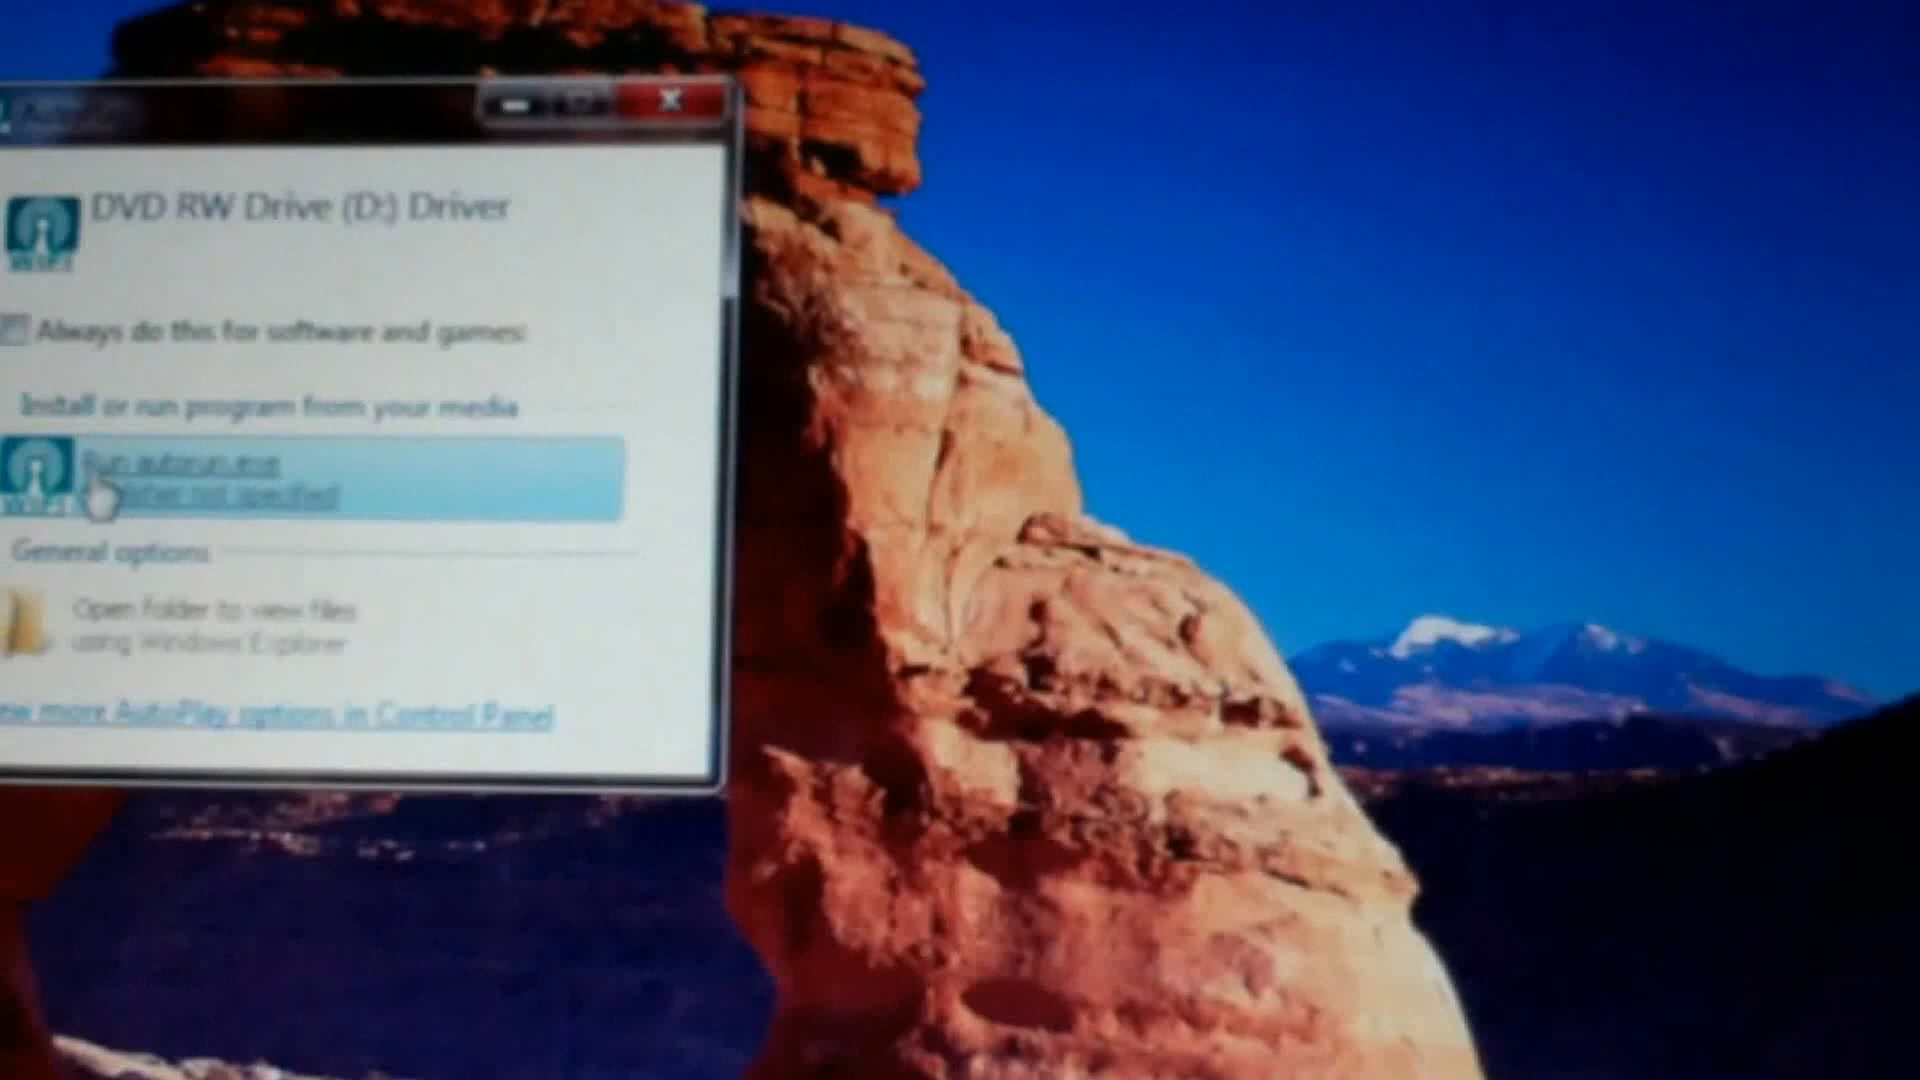 AutoPlay
DVD RW Drive (D:) Driver
Always do this for software and games:
Install or run program from your media
Run autorun.exe
not specified
General options
Open folder to view files
using Windows Explorer
more AutoPlay options in Control Panel